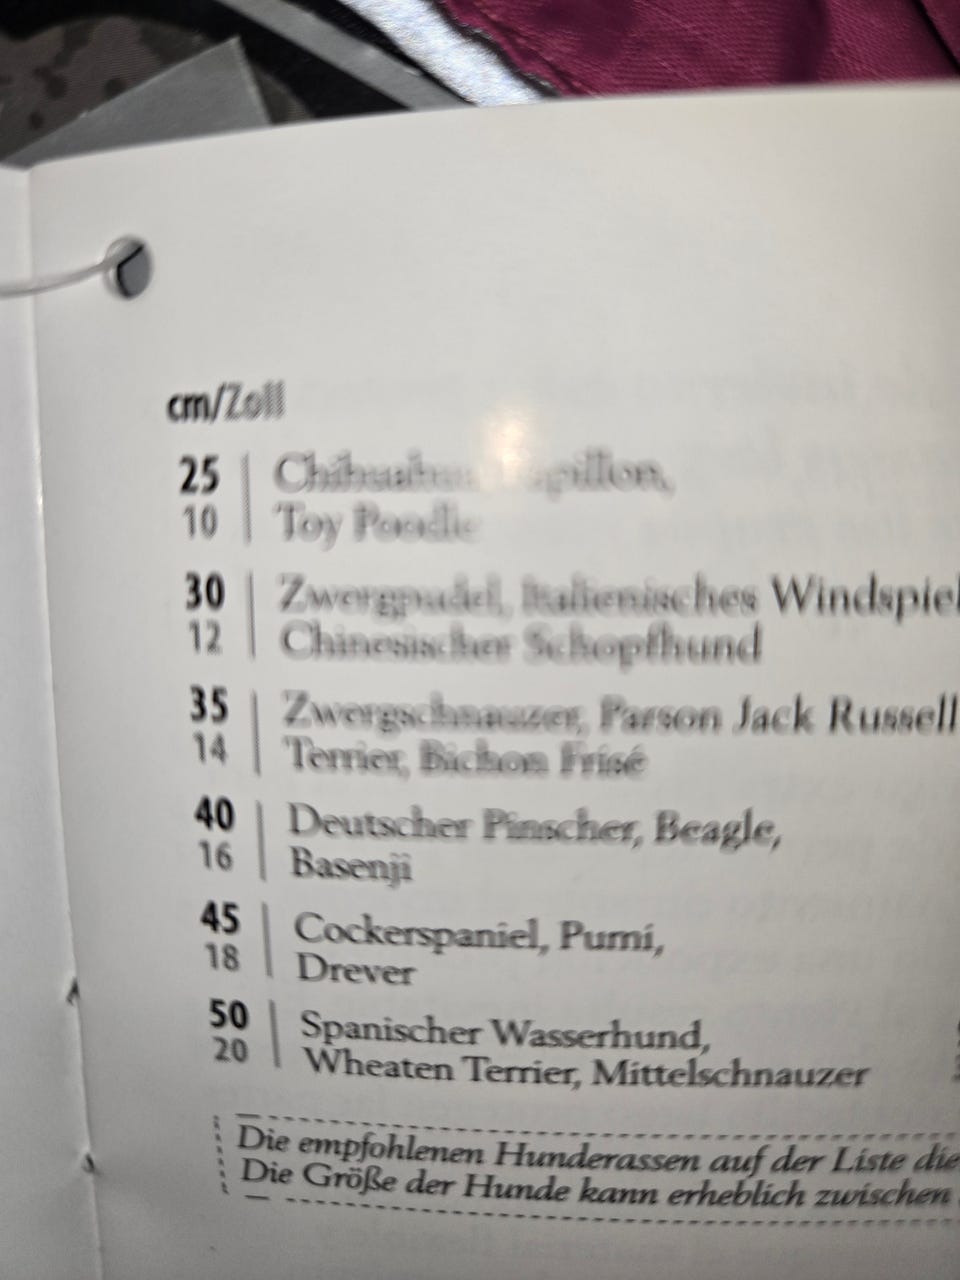 cm/Zoll
25 Chihuahua
10 Toy Poodle
30 Zwergpudel, Italienisches Windspiel
12 Chinesischer Schopfhund
35 Zwergschnauzer, Parson Jack Russell
14 Terrier, Bichon Frisé
40 Deutscher Pinscher, Beagle,
16 Basenji
45 Cockerspaniel, Pumi,
18 Drever
50 Spanischer Wasserhund,
20 Wheaten Terrier, Mittelschnauzer
Die empfohlenen Hunderassen auf der Liste die
Die Größe der Hunde kann erheblich zwischen